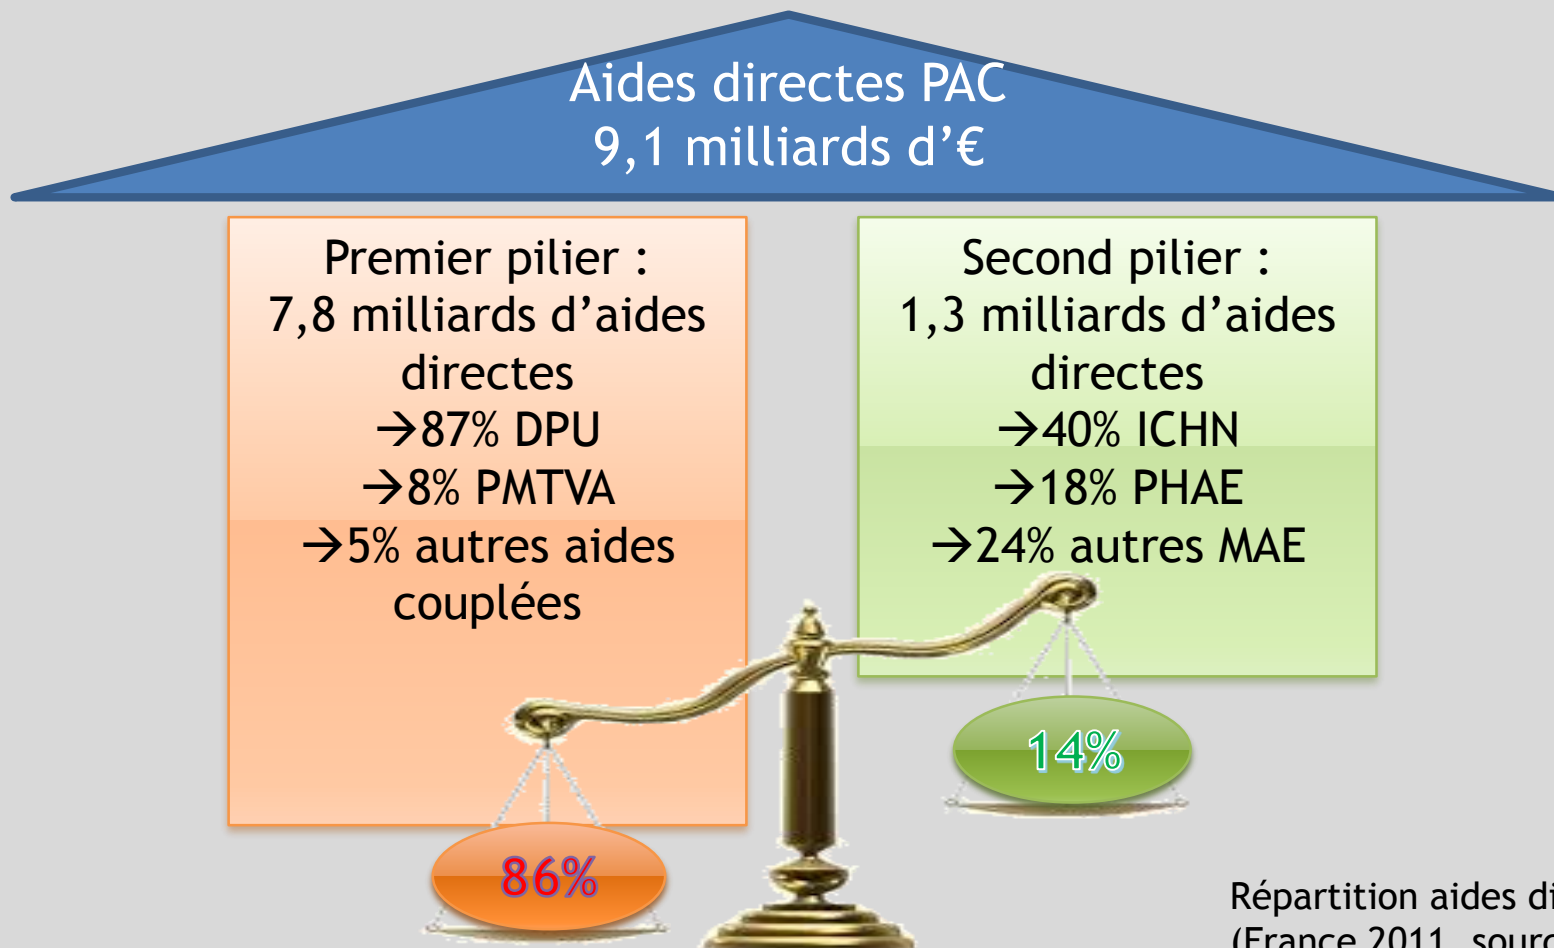 Aides directes PAC
9,1 milliards d’€
Premier pilier :
7,8 milliards d’aides
directes
→87% DPU
→8% PMTVA
→5% autres aides
couplées
Second pilier :
1,3 milliards d’aides
directes
→40% ICHN
→18% PHAE
→24% autres MAE
14%
86%
Répartition aides
(France 2011,